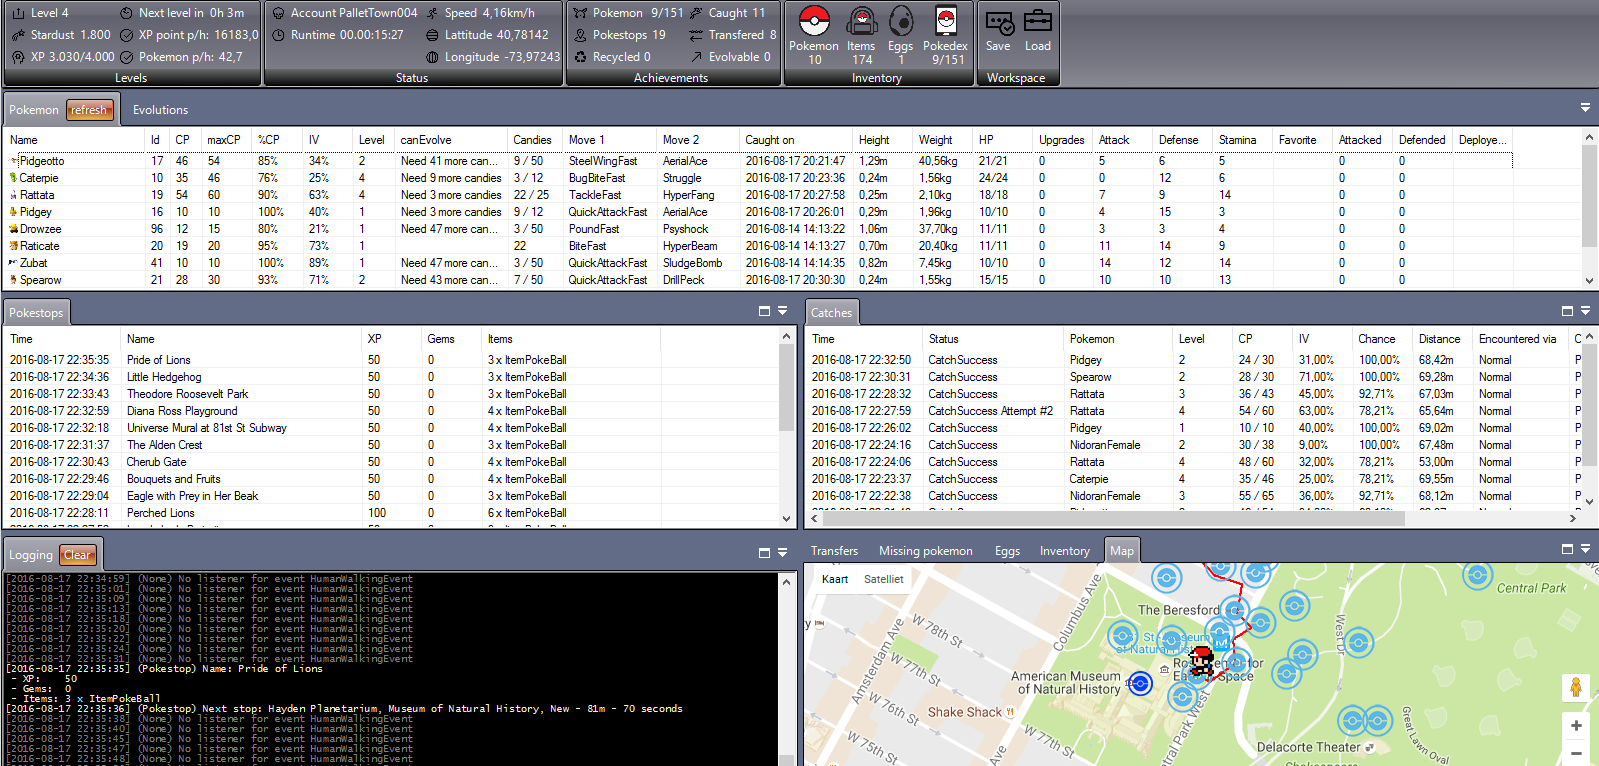 Level 4 Next level in 0h 3m
Stardust 1.800 XP point p/h: 16183,0
XP 3.030/4.000 Pokemon p/h: 42,7
Levels
Account PalletTown004 Speed 4,16km/h
Runtime 00.00:15:27 Lattitude 40,78142
Longitude -73,97243
Status
Pokemon 9/151 Caught 11
Pokestops 19 Transfered 8
Recycled 0 Evolvable 0
Achievements
Pokemon Items Eggs Pokedex
10 174 1 9/151
Inventory
Save Load
Workspace
Pokemon refresh Evolutions
Name Id CP maxCP %CP IV Level canEvolve Candies Move 1 Move 2 Caught on Height Weight HP Upgrades Attack Defense Stamina Favorite Attacked Defended Deploye...
Pidgeotto 17 46 54 85% 34% 2 Need 41 more can... 9 / 50 SteelWingFast AerialAce 2016-08-17 20:21:47 1,29m 40,56kg 21/21 0 5 6 5 0 0
Caterpie 10 35 46 76% 25% 4 Need 9 more candies 3 / 12 BugBiteFast Struggle 2016-08-17 20:23:36 0,24m 1,56kg 24/24 0 0 12 6 0 0
Rattata 19 54 60 90% 63% 4 Need 3 more candies 22 / 25 TackleFast HyperFang 2016-08-17 20:27:58 0,25m 2,10kg 18/18 0 7 9 14 0 0
Pidgey 16 10 10 100% 40% 1 Need 3 more candies 9 / 12 QuickAttackFast AerialAce 2016-08-17 20:26:01 0,29m 1,96kg 10/10 0 4 15 3 0 0
Drowzee 96 12 15 80% 21% 1 Need 47 more can... 3 / 50 PoundFast Psyshock 2016-08-14 14:13:22 1,06m 37,70kg 11/11 0 3 3 4 0 0
Raticate 20 19 20 95% 73% 1 22 BiteFast HyperBeam 2016-08-14 14:13:27 0,70m 20,40kg 11/11 0 11 14 9 0 0
Zubat 41 10 10 100% 89% 1 Need 47 more can... 3 / 50 QuickAttackFast SludgeBomb 2016-08-14 14:14:35 0,82m 7,45kg 10/10 0 14 12 14 0 0
Spearow 21 28 30 93% 71% 2 Need 43 more can... 7 / 50 QuickAttackFast DrillPeck 2016-08-17 20:30:30 0,24m 1,55kg 15/15 0 10 10 13 0 0
Pokestops
Time Name XP Gems Items
2016-08-17 22:35:35 Pride of Lions 50 0 3 x ItemPokeBall
2016-08-17 22:34:36 Little Hedgehog 50 0 3 x ItemPokeBall
2016-08-17 22:33:43 Theodore Roosevelt Park 50 0 3 x ItemPokeBall
2016-08-17 22:32:59 Diana Ross Playground 50 0 4 x ItemPokeBall
2016-08-17 22:32:18 Universe Mural at 81st St Subway 50 0 4 x ItemPokeBall
2016-08-17 22:31:37 The Alden Crest 50 0 3 x ItemPokeBall
2016-08-17 22:30:43 Cherub Gate 50 0 4 x ItemPokeBall
2016-08-17 22:29:46 Bouquets and Fruits 50 0 4 x ItemPokeBall
2016-08-17 22:29:04 Eagle with Prey in Her Beak 50 0 3 x ItemPokeBall
2016-08-17 22:28:11 Perched Lions 100 0 6 x ItemPokeBall
Catches
Time Status Pokemon Level CP IV Chance Distance Encountered via C
2016-08-17 22:32:50 CatchSuccess Pidgey 2 24 / 30 31,00% 100,00% 68,42m Normal P
2016-08-17 22:30:31 CatchSuccess Spearow 2 28 / 30 71,00% 100,00% 69,28m Normal P
2016-08-17 22:28:32 CatchSuccess Rattata 3 36 / 43 45,00% 92,71% 67,03m Normal P
2016-08-17 22:27:59 CatchSuccess Attempt #2 Rattata 4 54 / 60 63,00% 78,21% 65,64m Normal P
2016-08-17 22:26:02 CatchSuccess Pidgey 1 10 / 10 40,00% 100,00% 69,02m Normal P
2016-08-17 22:24:16 CatchSuccess NidoranFemale 2 30 / 38 9,00% 100,00% 67,48m Normal P
2016-08-17 22:24:06 CatchSuccess Rattata 4 48 / 60 32,00% 78,21% 53,00m Normal P
2016-08-17 22:23:37 CatchSuccess Caterpie 4 35 / 46 25,00% 78,21% 69,55m Normal P
2016-08-17 22:22:38 CatchSuccess NidoranFemale 3 55 / 65 36,00% 92,71% 68,12m Normal P
Logging Clear
[2016-08-17 22:34:59] (None) No listener for event HumanWalkingEvent
[2016-08-17 22:35:01] (None) No listener for event HumanWalkingEvent
[2016-08-17 22:35:09] (None) No listener for event HumanWalkingEvent
[2016-08-17 22:35:13] (None) No listener for event HumanWalkingEvent
[2016-08-17 22:35:18] (None) No listener for event HumanWalkingEvent
[2016-08-17 22:35:20] (None) No listener for event HumanWalkingEvent
[2016-08-17 22:35:22] (None) No listener for event HumanWalkingEvent
[2016-08-17 22:35:24] (None) No listener for event HumanWalkingEvent
[2016-08-17 22:35:31] (None) No listener for event HumanWalkingEvent
[2016-08-17 22:35:35] (Pokestop) Name: Pride of Lions
- XP: 50
- Gems: 0
- Items: 3 x ItemPokeBall
[2016-08-17 22:35:36] (Pokestop) Next stop: Hayden Planetarium, Museum of Natural History, New - 81m - 70 seconds
[2016-08-17 22:35:38] (None) No listener for event HumanWalkingEvent
[2016-08-17 22:35:40] (None) No listener for event HumanWalkingEvent
[2016-08-17 22:35:45] (None) No listener for event HumanWalkingEvent
[2016-08-17 22:35:47] (None) No listener for event HumanWalkingEvent
[2016-08-17 22:35:48] (None) No listener for event HumanWalkingEvent
Transfers Missing pokemon Eggs Inventory Map
Kaart Satelliet
Central Park
The Beresford
Columbus Ave
Amsterdam Ave
W 78th St
W 77th St
W 76th St
W 75th St
W 77th St
West Dr
of Natural History
American Museum
of Natural History
Shake Shack
Central Park West
Great Lawn Oval
Delacorte Theater